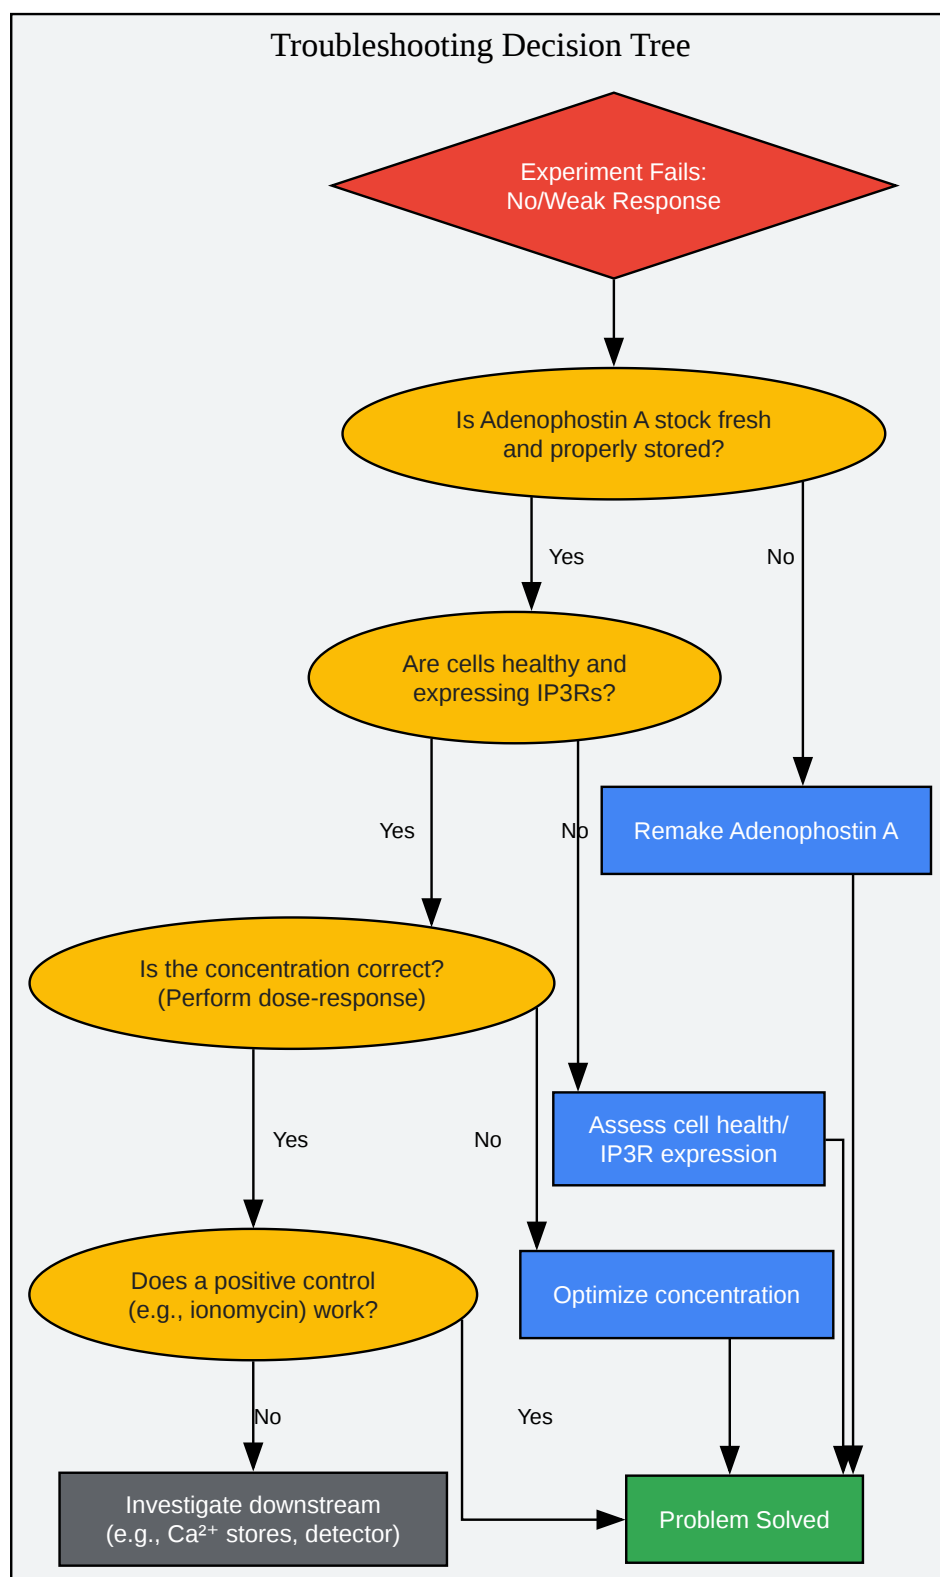 Troubleshooting Decision Tree
Experiment Fails:
No/Weak Response
Is Adenophostin A stock fresh
and properly stored?
Yes
No
Are cells healthy and
expressing IP3Rs?
Yes
No
Remake Adenophostin A
Is the concentration correct?
(Perform dose-response)
Yes
No
Assess cell health/
IP3R expression
Does a positive control
(e.g., ionomycin) work?
Optimize concentration
No
Yes
Investigate downstream
(e.g., Ca²⁺ stores, detector)
Problem Solved